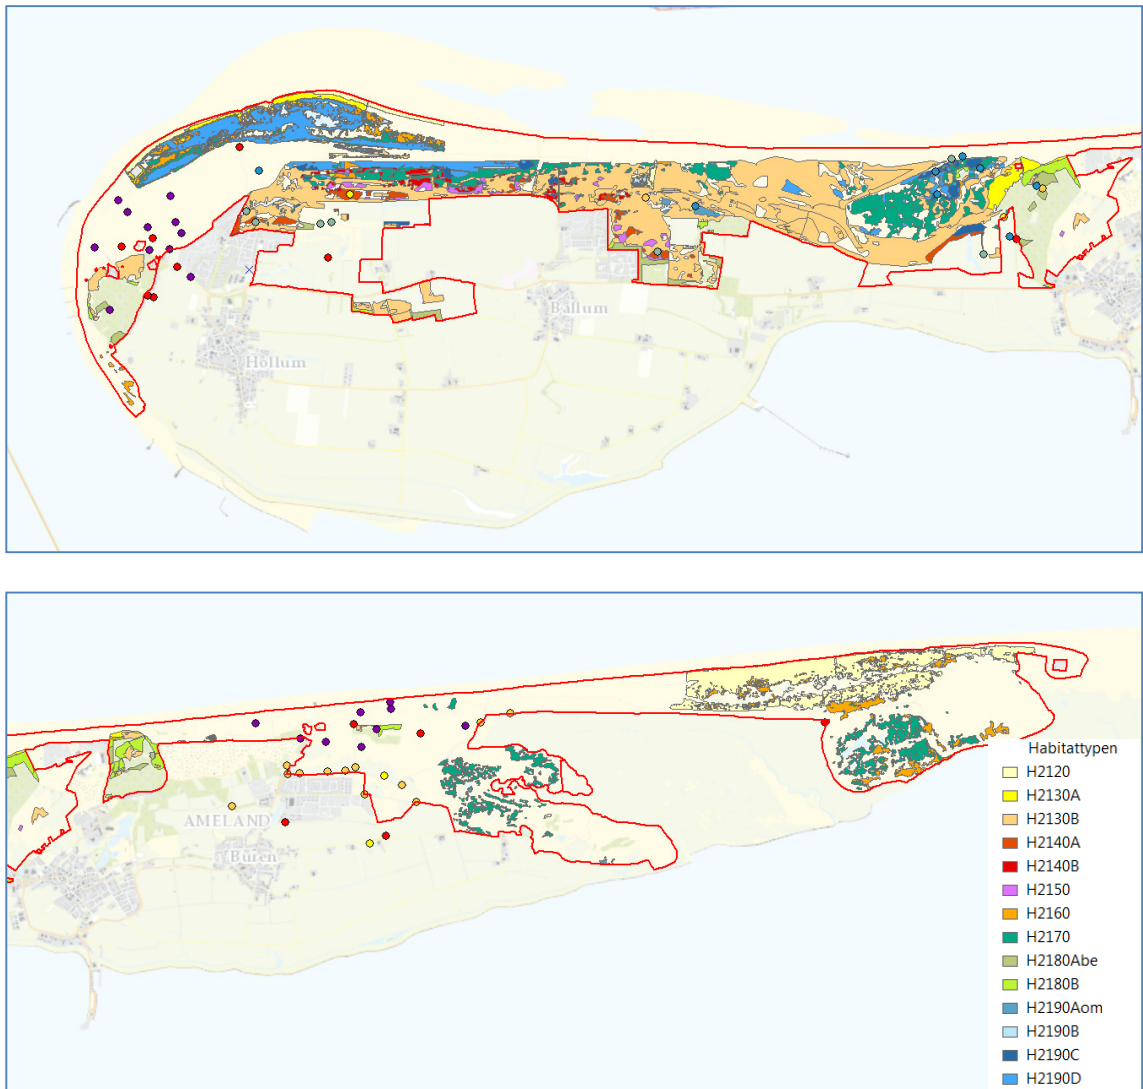 Hollum
Ballum
AMELAND
Buren
Habitattypen
H2120
H2130A
H2130B
H2140A
H2140B
H2150
H2160
H2170
H2180Abe
H2180B
H2190Aom
H2190B
H2190C
H2190D